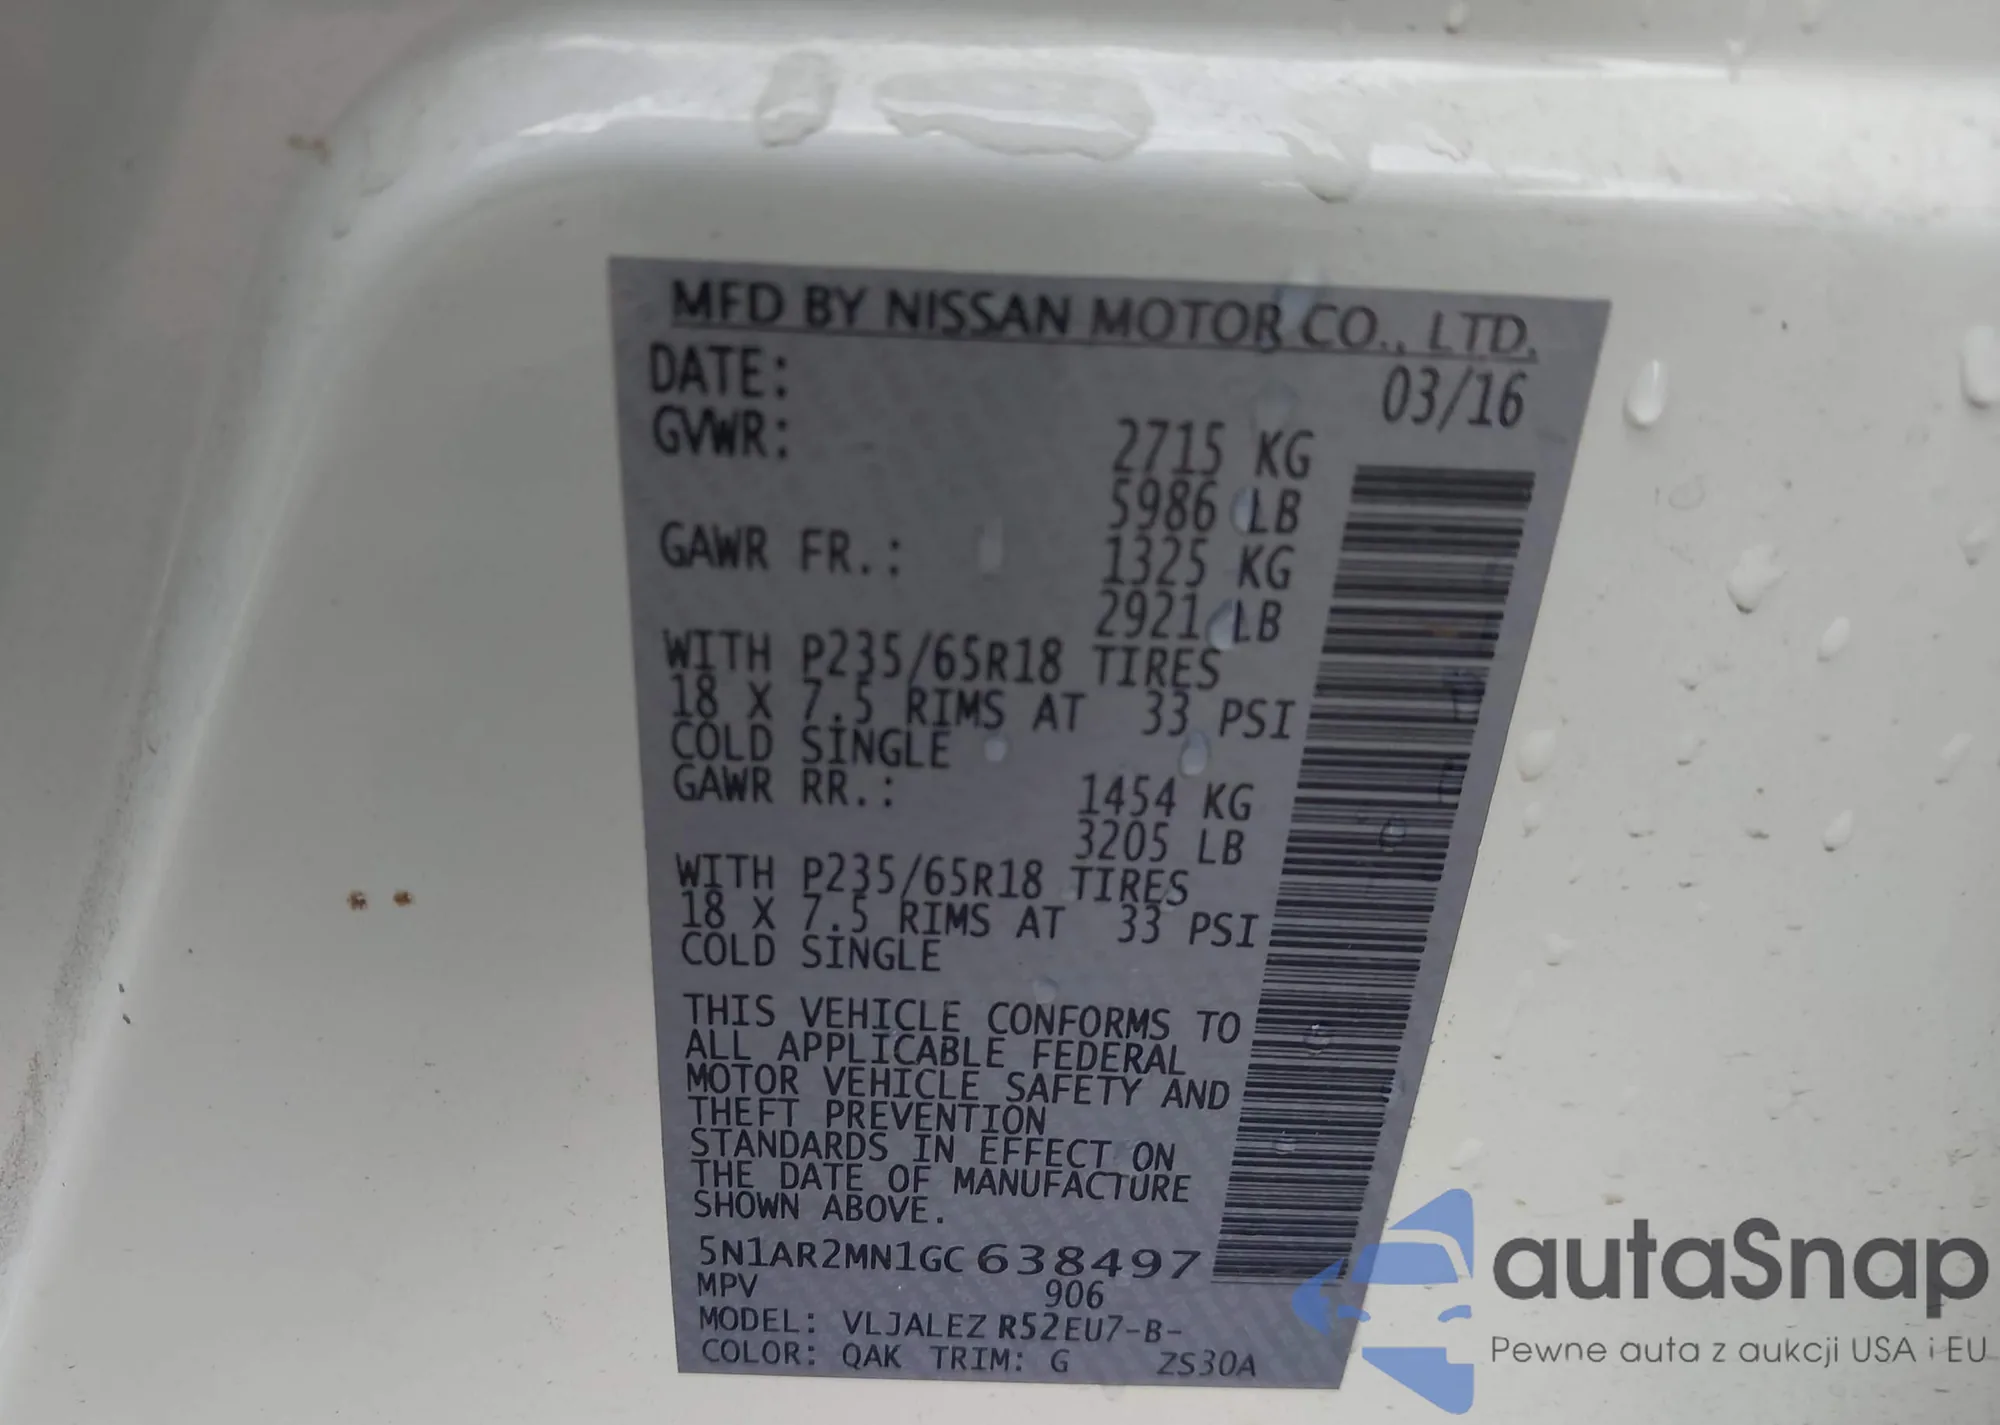 MFD BY NISSAN MOTOR CO., LTD.
DATE: 03/16
GVWR: 2715 KG
5986 LB
GAWR FR.: 1325 KG
2921 LB
WITH P235/65R18 TIRES
18 X 7.5 RIMS AT 33 PSI
COLD SINGLE
GAWR RR.: 1454 KG
3205 LB
WITH P235/65R18 TIRES
18 X 7.5 RIMS AT 33 PSI
COLD SINGLE
THIS VEHICLE CONFORMS TO
ALL APPLICABLE FEDERAL
MOTOR VEHICLE SAFETY AND
THEFT PREVENTION
STANDARDS IN EFFECT ON
THE DATE OF MANUFACTURE
SHOWN ABOVE.
5N1AR2MN1GC638497
MPV 906
MODEL: VLJALEZ R52EU7-B-
COLOR: QAK TRIM: G ZS30A
autaSnap
Pewne auta z aukcji USA i EU